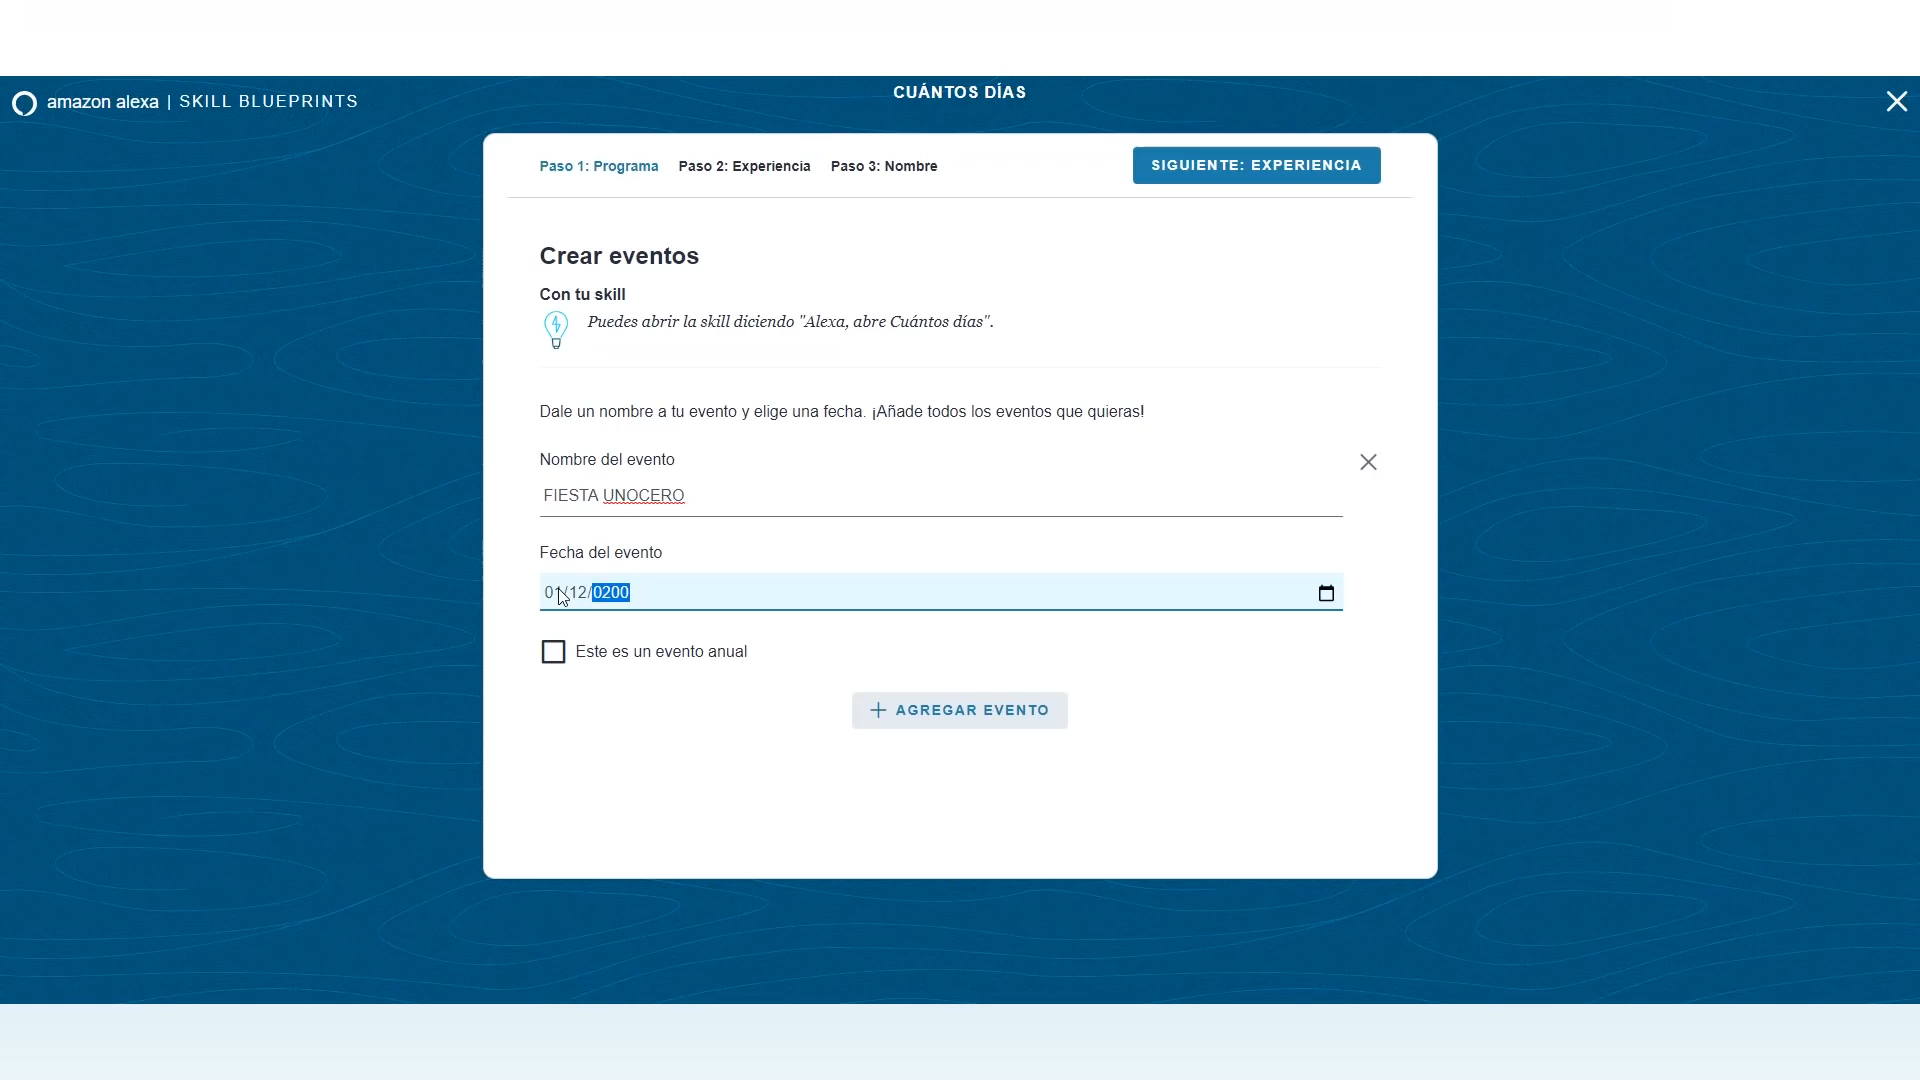 amazon alexa | SKILL BLUEPRINTS
CUÁNTOS DÍAS
Paso 1: Programa Paso 2: Experiencia Paso 3: Nombre SIGUIENTE: EXPERIENCIA
Crear eventos
Con tu skill
Puedes abrir la skill diciendo "Alexa, abre Cuántos días".
Dale un nombre a tu evento y elige una fecha. ¡Añade todos los eventos que quieras!
Nombre del evento
FIESTA UNOCERO
Fecha del evento
01/12/0200
Este es un evento anual
AGREGAR EVENTO